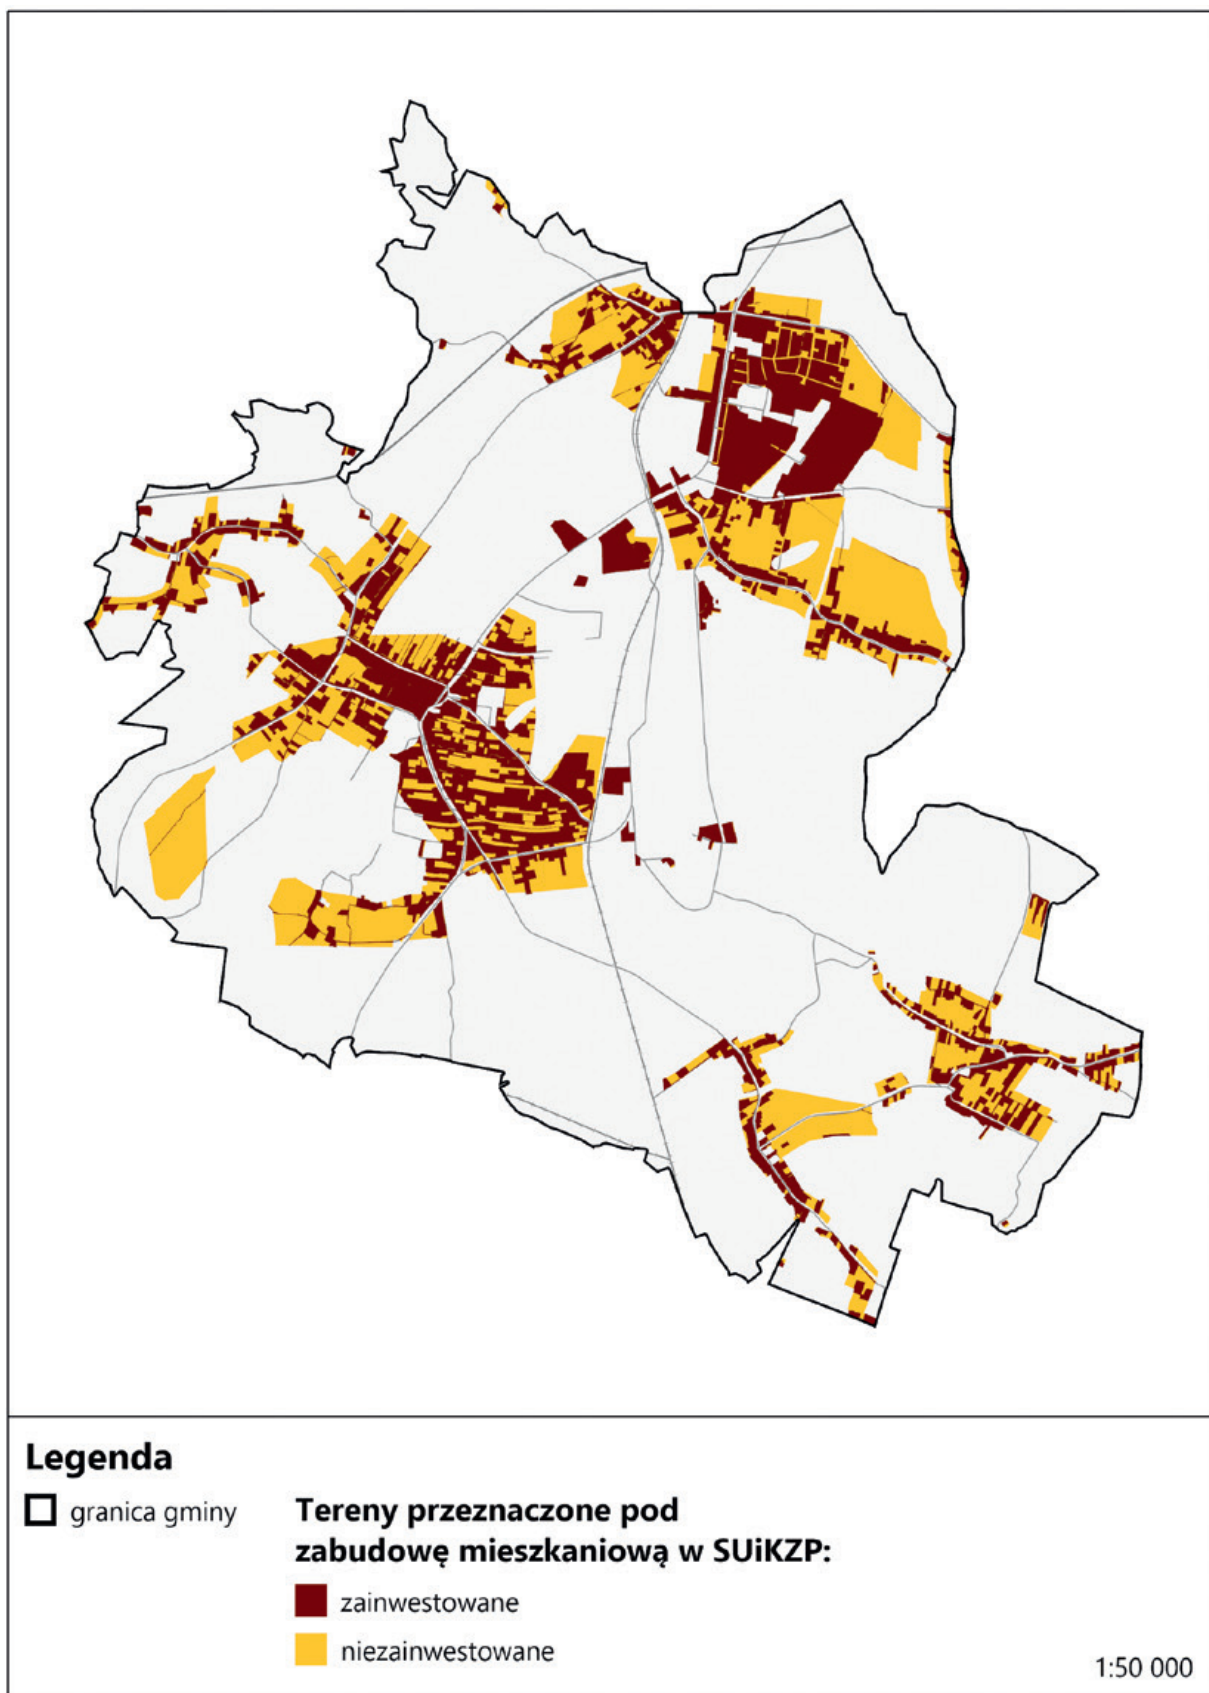 Legenda
granica gminy
Tereny przeznaczone pod
zabudowę mieszkaniową w SUiKZP:
zainwestowane
niezainwestowane
1:50 000